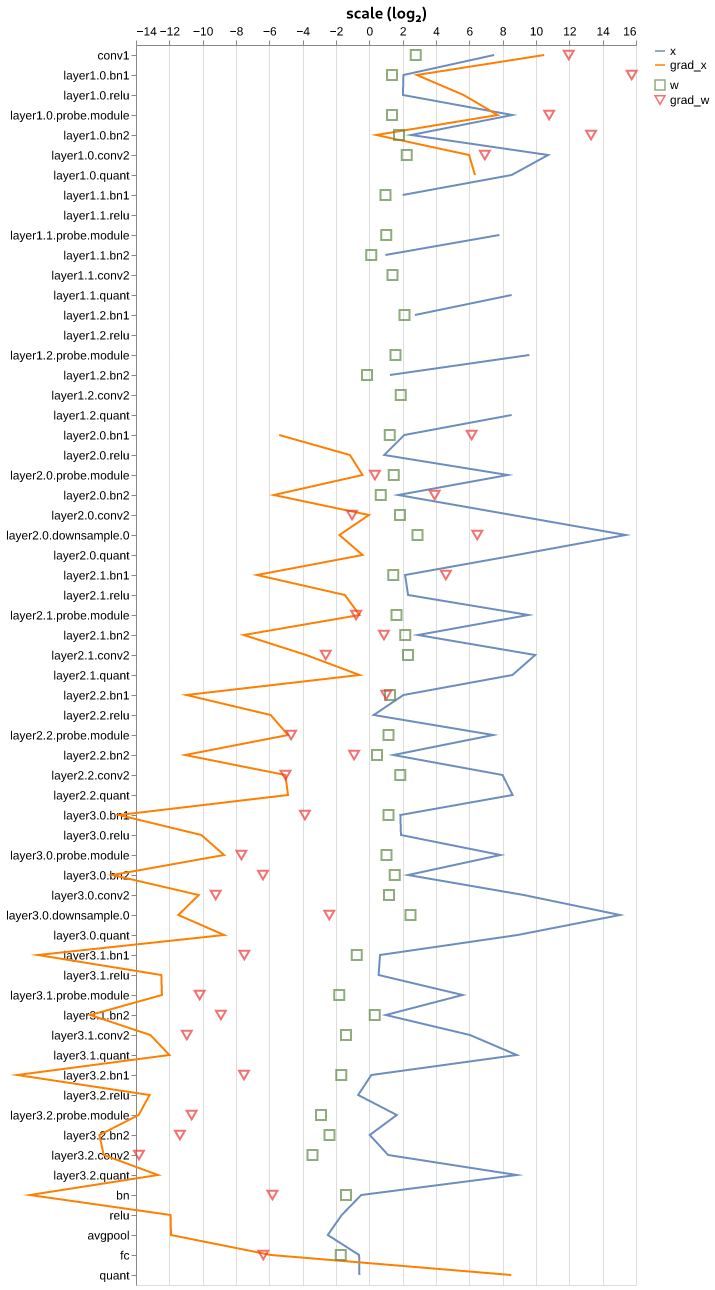 scale (log₂)
−14 −12 −10 −8 −6 −4 −2 0 2 4 6 8 10 12 14 16
x
grad_x
w
grad_w
conv1
layer1.0.bn1
layer1.0.relu
layer1.0.probe.module
layer1.0.bn2
layer1.0.conv2
layer1.0.quant
layer1.1.bn1
layer1.1.relu
layer1.1.probe.module
layer1.1.bn2
layer1.1.conv2
layer1.1.quant
layer1.2.bn1
layer1.2.relu
layer1.2.probe.module
layer1.2.bn2
layer1.2.conv2
layer1.2.quant
layer2.0.bn1
layer2.0.relu
layer2.0.probe.module
layer2.0.bn2
layer2.0.conv2
layer2.0.downsample.0
layer2.0.quant
layer2.1.bn1
layer2.1.relu
layer2.1.probe.module
layer2.1.bn2
layer2.1.conv2
layer2.1.quant
layer2.2.bn1
layer2.2.relu
layer2.2.probe.module
layer2.2.bn2
layer2.2.conv2
layer2.2.quant
layer3.0.bn1
layer3.0.relu
layer3.0.probe.module
layer3.0.bn2
layer3.0.conv2
layer3.0.downsample.0
layer3.0.quant
layer3.1.bn1
layer3.1.relu
layer3.1.probe.module
layer3.1.bn2
layer3.1.conv2
layer3.1.quant
layer3.2.bn1
layer3.2.relu
layer3.2.probe.module
layer3.2.bn2
layer3.2.conv2
layer3.2.quant
bn
relu
avgpool
fc
quant